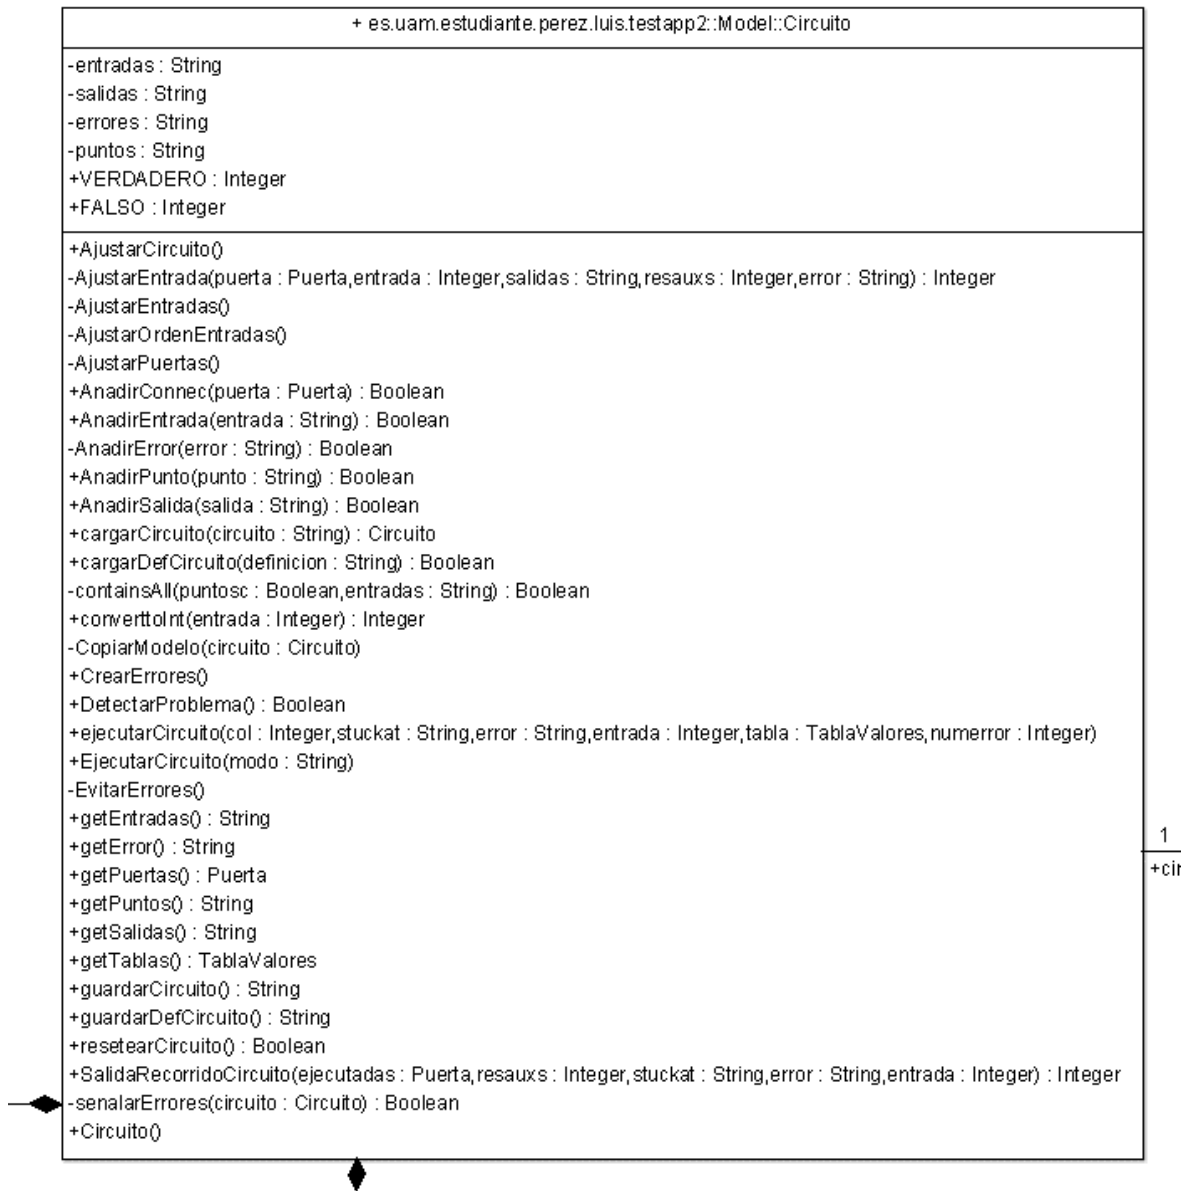 + es.uam.estudiante.perez.luis.testapp2::Model::Circuito
-entradas : String
-salidas : String
-errores : String
-puntos : String
+VERDADERO : Integer
+FALSO : Integer
+AjustarCircuito()
-AjustarEntrada(puerta : Puerta,entrada : Integer,salidas : String,resauxs : Integer,error : String) : Integer
-AjustarEntradas()
-AjustarOrdenEntradas()
-AjustarPuertas()
+AnadirConnec(puerta : Puerta) : Boolean
+AnadirEntrada(entrada : String) : Boolean
-AnadirError(error : String) : Boolean
+AnadirPunto(punto : String) : Boolean
+AnadirSalida(salida : String) : Boolean
+cargarCircuito(circuito : String) : Circuito
+cargarDefCircuito(definicion : String) : Boolean
-containsAll(puntosc : Boolean,entradas : String) : Boolean
+converttoInt(entrada : Integer) : Integer
-CopiarModelo(circuito : Circuito)
+CrearErrores()
+DetectarProblema() : Boolean
+ejecutarCircuito(col : Integer,stuckat : String,error : String,entrada : Integer,tabla : TablaValores,numerror : Integer)
+EjecutarCircuito(modo : String)
-EvitarErrores()
+getEntradas() : String
+getError() : String
+getPuertas() : Puerta
+getPuntos() : String
+getSalidas() : String
+getTablas() : TablaValores
+guardarCircuito() : String
+guardarDefCircuito() : String
+resetearCircuito() : Boolean
+SalidaRecorridoCircuito(ejecutadas : Puerta,resauxs : Integer,stuckat : String,error : String,entrada : Integer) : Integer
-senalarErrores(circuito : Circuito) : Boolean
+Circuito()
1
+cir